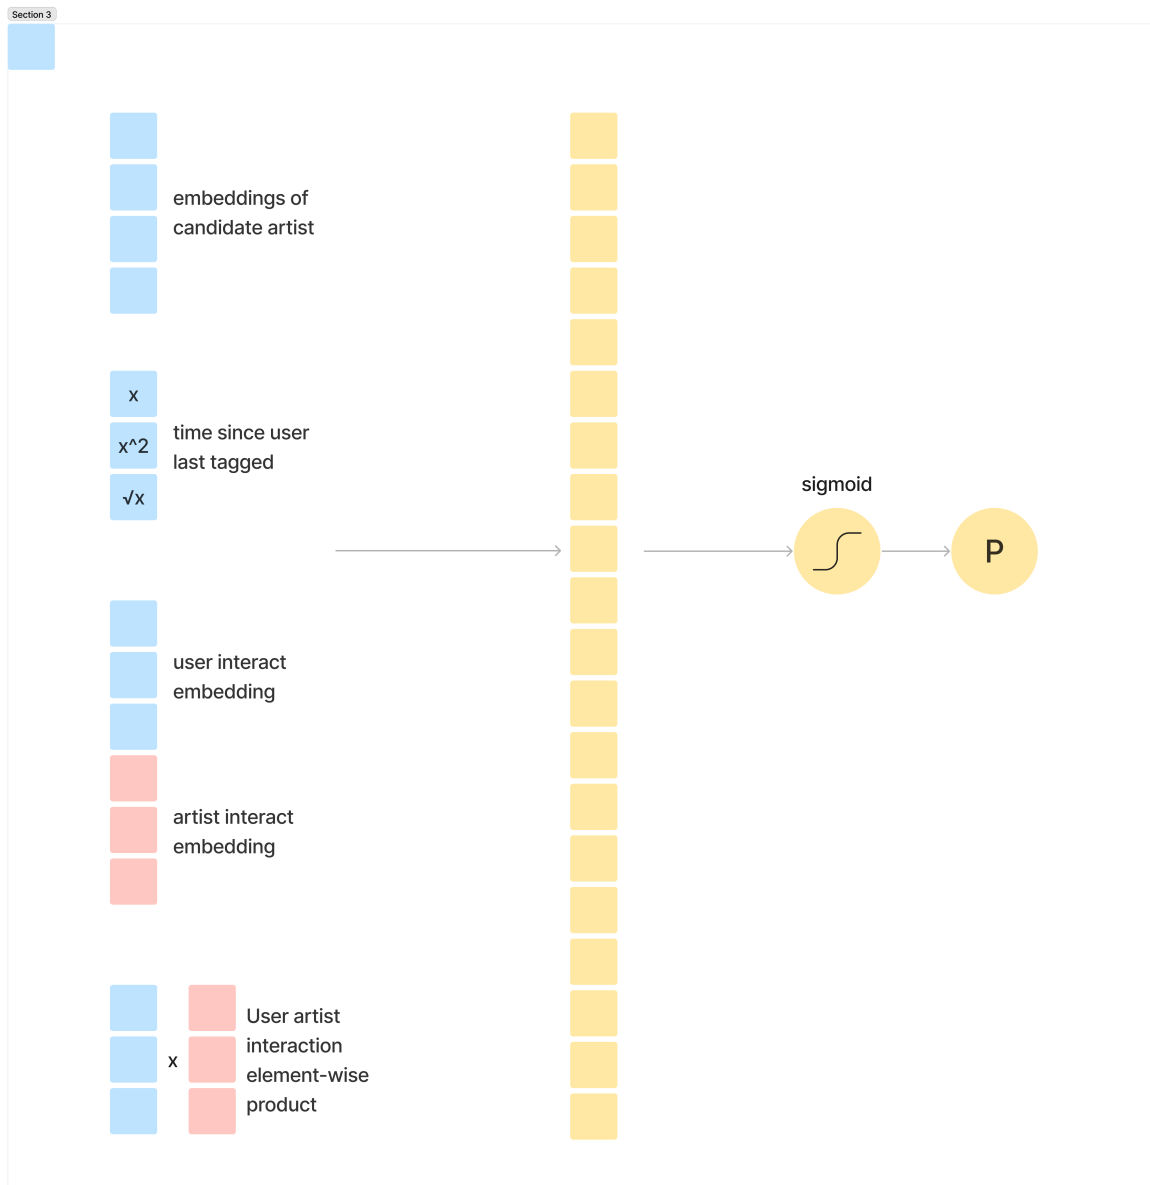 Section 3
embeddings of
candidate artist
x
x^2
√x
time since user
last tagged
sigmoid
P
user interact
embedding
artist interact
embedding
x
User artist
interaction
element-wise
product